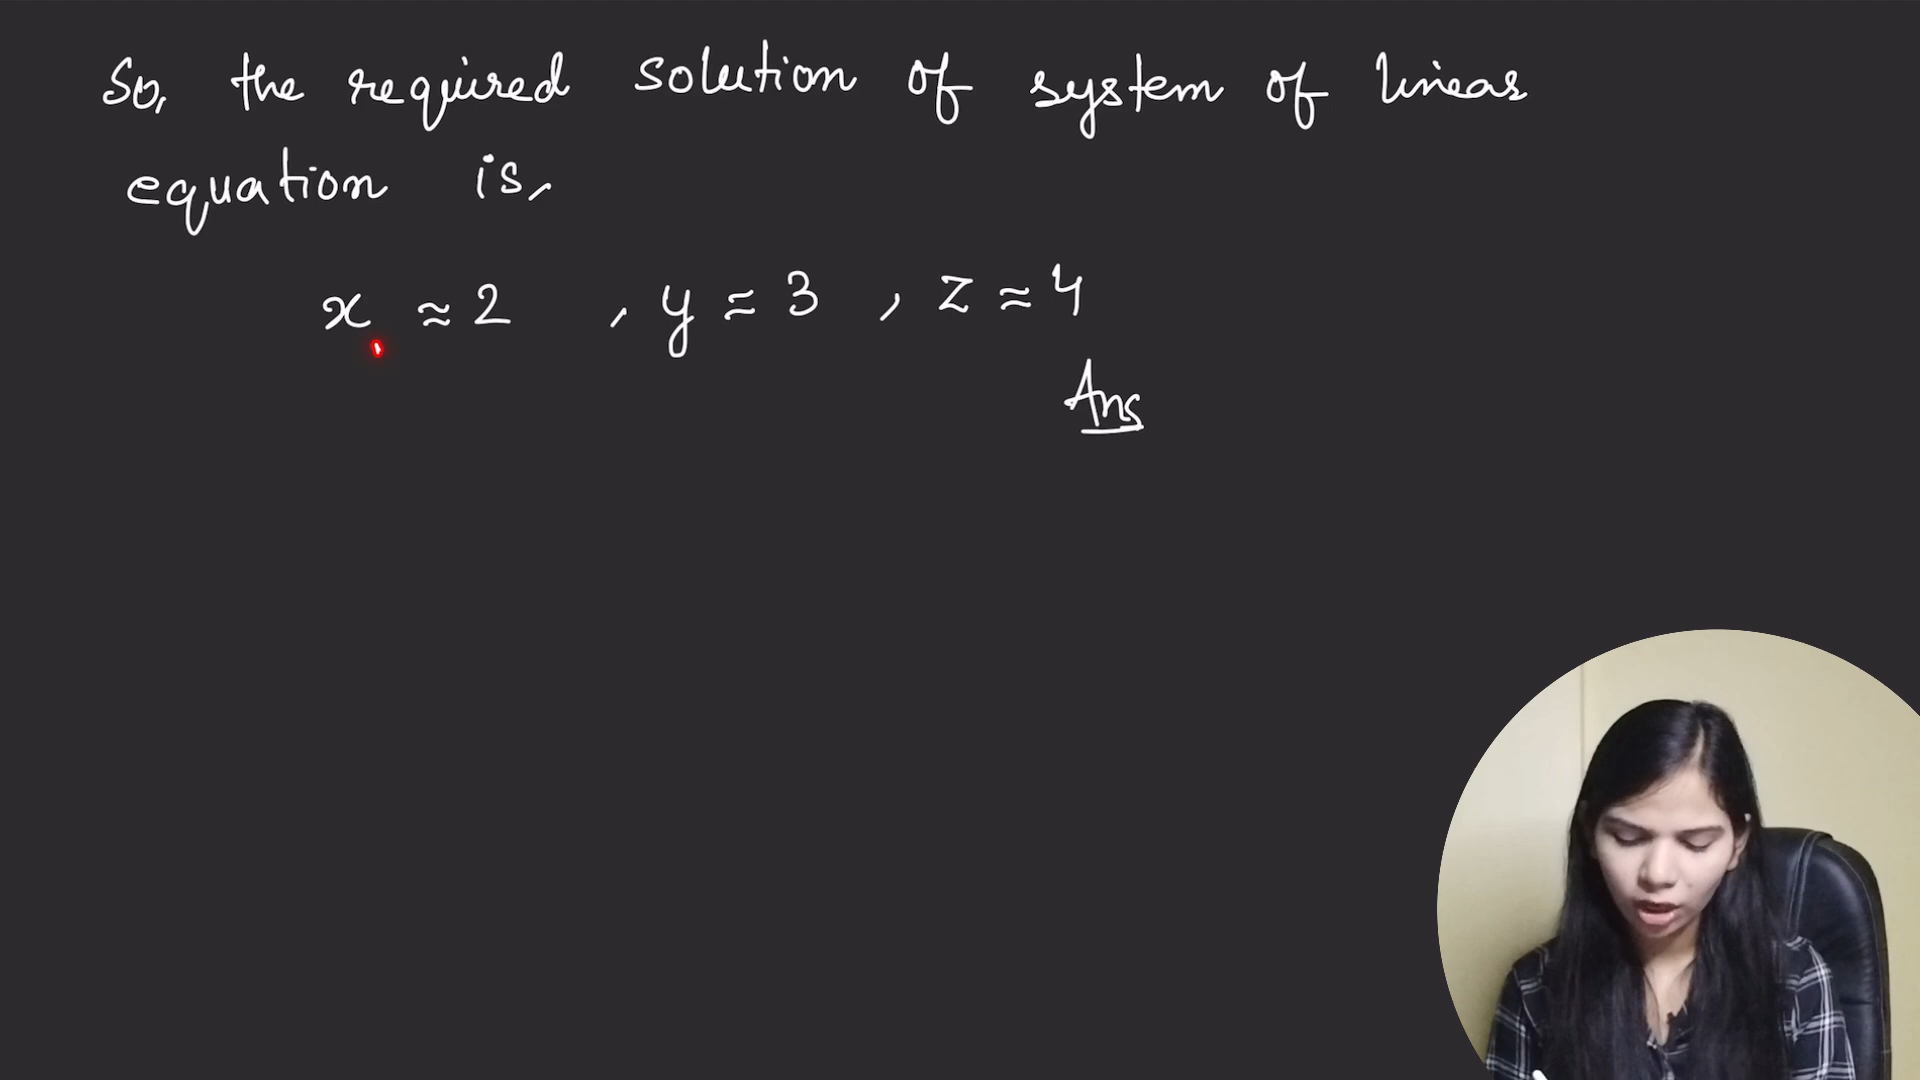 So, the required solution of system of linear
equation is,
x ≈ 2 , y ≈ 3 , z ≈ 4
Ans